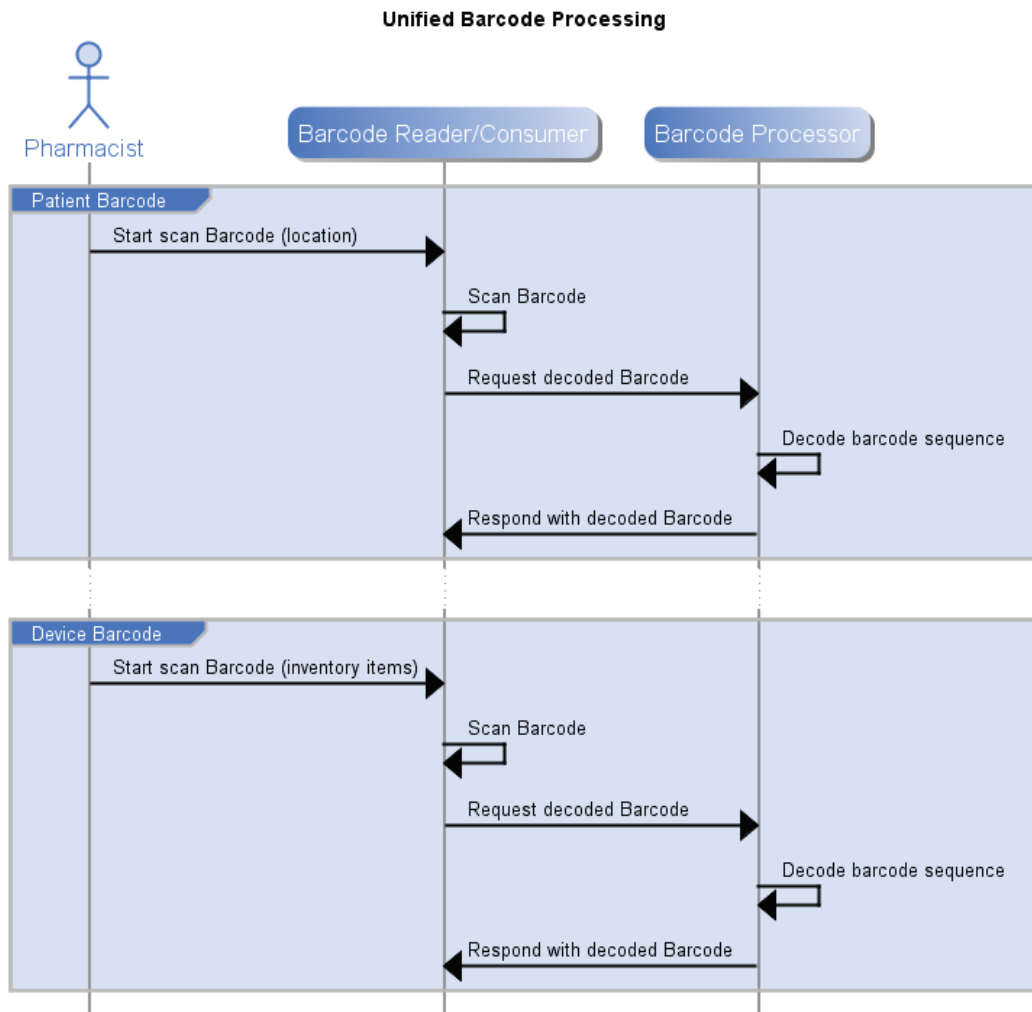 Unified Barcode Processing
Pharmacist
Barcode Reader/Consumer
Barcode Processor
Patient Barcode
Start scan Barcode (location)
Scan Barcode
Request decoded Barcode
Decode barcode sequence
Respond with decoded Barcode
Device Barcode
Start scan Barcode (inventory items)
Scan Barcode
Request decoded Barcode
Decode barcode sequence
Respond with decoded Barcode